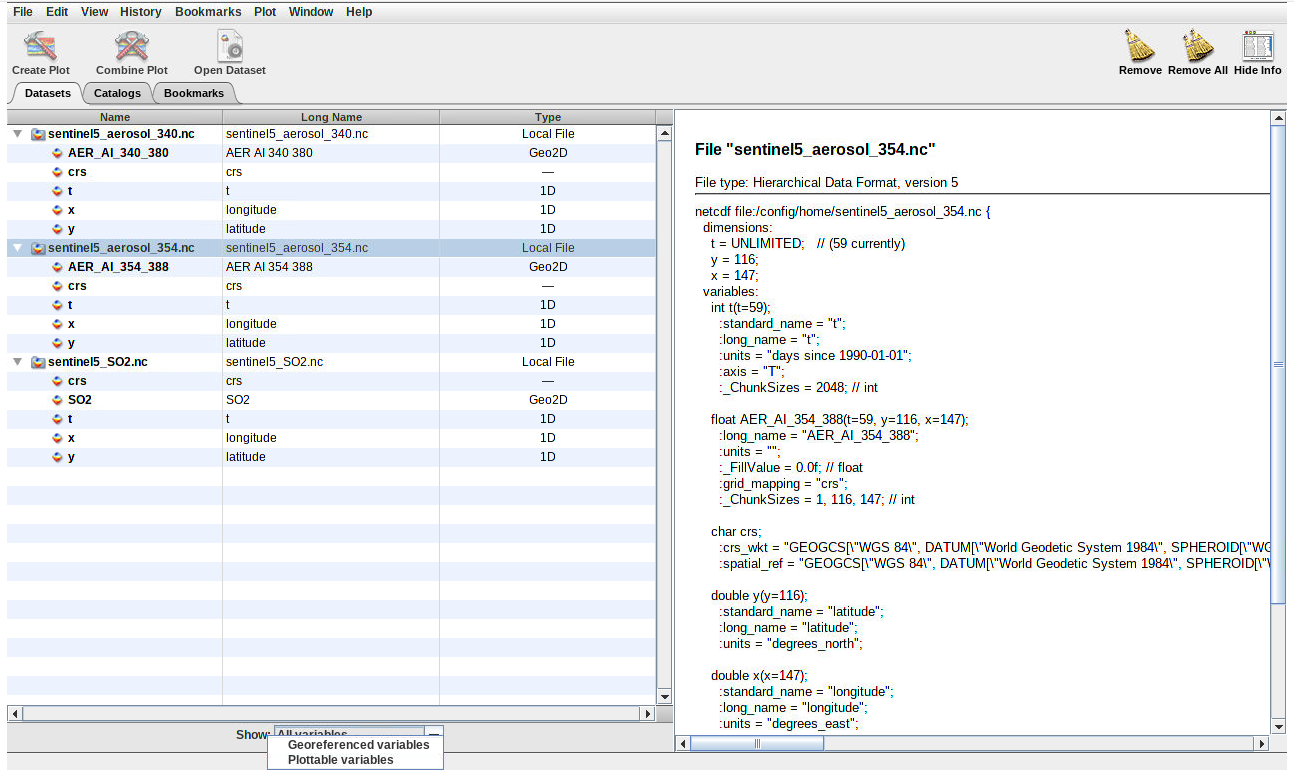 File Edit View History Bookmarks Plot Window Help
Create Plot Combine Plot Open Dataset Remove Remove All Hide Info
Datasets Catalogs Bookmarks
Name Long Name Type
sentinel5_aerosol_340.nc sentinel5_aerosol_340.nc Local File
AER_AI_340_380 AER AI 340 380 Geo2D
crs crs —
t t 1D
x longitude 1D
y latitude 1D
sentinel5_aerosol_354.nc sentinel5_aerosol_354.nc Local File
AER_AI_354_388 AER AI 354 388 Geo2D
crs crs —
t t 1D
x longitude 1D
y latitude 1D
sentinel5_SO2.nc sentinel5_SO2.nc Local File
crs crs —
SO2 SO2 Geo2D
t t 1D
x longitude 1D
y latitude 1D
Show: All variables
Georeferenced variables
Plottable variables
File "sentinel5_aerosol_354.nc"
File type: Hierarchical Data Format, version 5
netcdf file:/config/home/sentinel5_aerosol_354.nc {
dimensions:
t = UNLIMITED; // (59 currently)
y = 116;
x = 147;
variables:
int t(t=59);
:standard_name = "t";
:long_name = "t";
:units = "days since 1990-01-01";
:axis = "T";
:_ChunkSizes = 2048; // int
float AER_AI_354_388(t=59, y=116, x=147);
:long_name = "AER_AI_354_388";
:units = "";
:_FillValue = 0.0f; // float
:grid_mapping = "crs";
:_ChunkSizes = 1, 116, 147; // int
char crs;
:crs_wkt = "GEOGCS[\"WGS 84\", DATUM[\"World Geodetic System 1984\", SPHEROID[\"WG
:spatial_ref = "GEOGCS[\"WGS 84\", DATUM[\"World Geodetic System 1984\", SPHEROID[\"
double y(y=116);
:standard_name = "latitude";
:long_name = "latitude";
:units = "degrees_north";
double x(x=147);
:standard_name = "longitude";
:long_name = "longitude";
:units = "degrees_east";